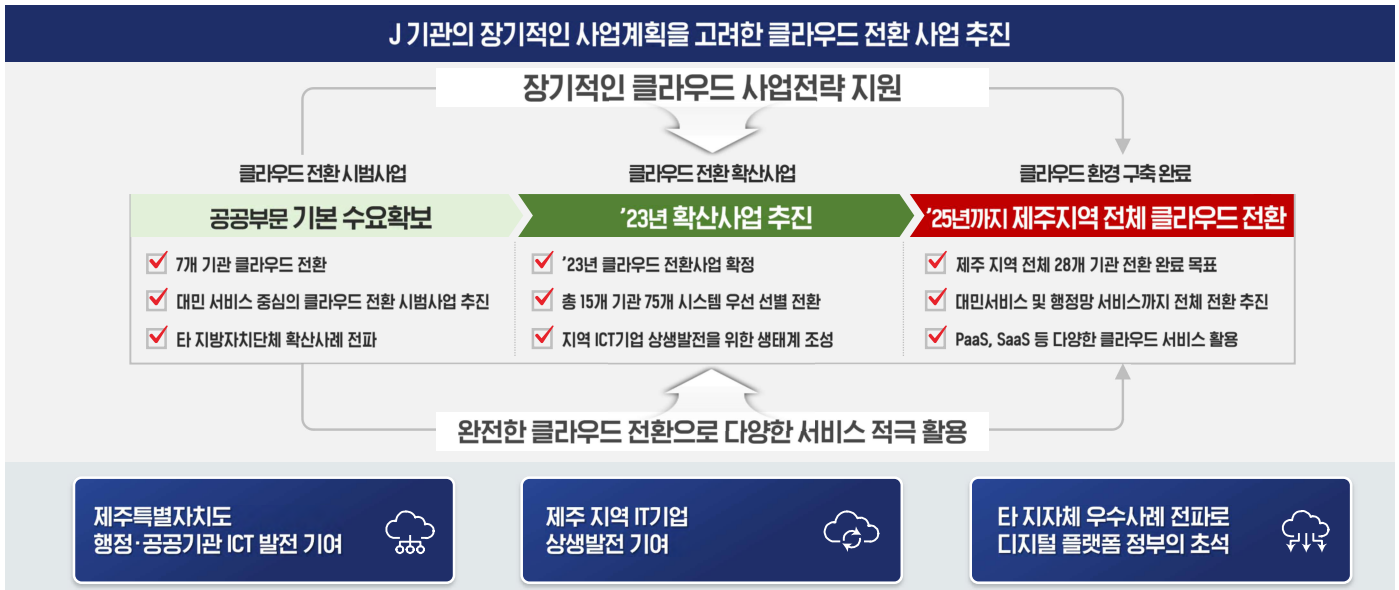 J 기관의 장기적인 사업계획을 고려한 클라우드 전환 사업 추진
장기적인 클라우드 사업전략 지원
클라우드 전환 시범사업
공공부문 기본 수요확보
7개 기관 클라우드 전환
대민 서비스 중심의 클라우드 전환 시범사업 추진
타 지방자치단체 확산사례 전파
클라우드 전환 확산사업
’23년 확산사업 추진
’23년 클라우드 전환사업 확정
총 15개 기관 75개 시스템 우선 선별 전환
지역 ICT기업 상생발전을 위한 생태계 조성
클라우드 환경 구축 완료
’25년까지 제주지역 전체 클라우드 전환
제주 지역 전체 28개 기관 전환 완료 목표
대민서비스 및 행정망 서비스까지 전체 전환 추진
PaaS, SaaS 등 다양한 클라우드 서비스 활용
완전한 클라우드 전환으로 다양한 서비스 적극 활용
제주특별자치도
행정·공공기관 ICT 발전 기여
제주 지역 IT기업
상생발전 기여
타 지자체 우수사례 전파로
디지털 플랫폼 정부의 초석